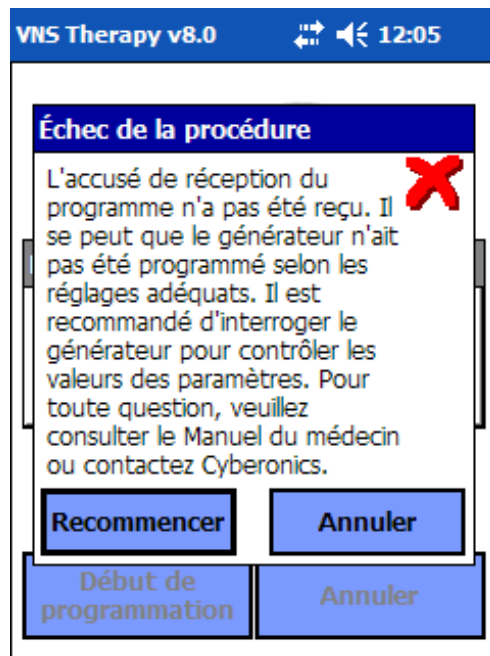 VNS Therapy v8.0 12:05
Échec de la procédure
L'accusé de réception du
programme n'a pas été reçu. Il
se peut que le générateur n'ait
pas été programmé selon les
réglages adéquats. Il est
recommandé d'interroger le
générateur pour contrôler les
valeurs des paramètres. Pour
toute question, veuillez
consulter le Manuel du médecin
ou contactez Cyberonics.
Recommencer Annuler
Début de
programmation Annuler